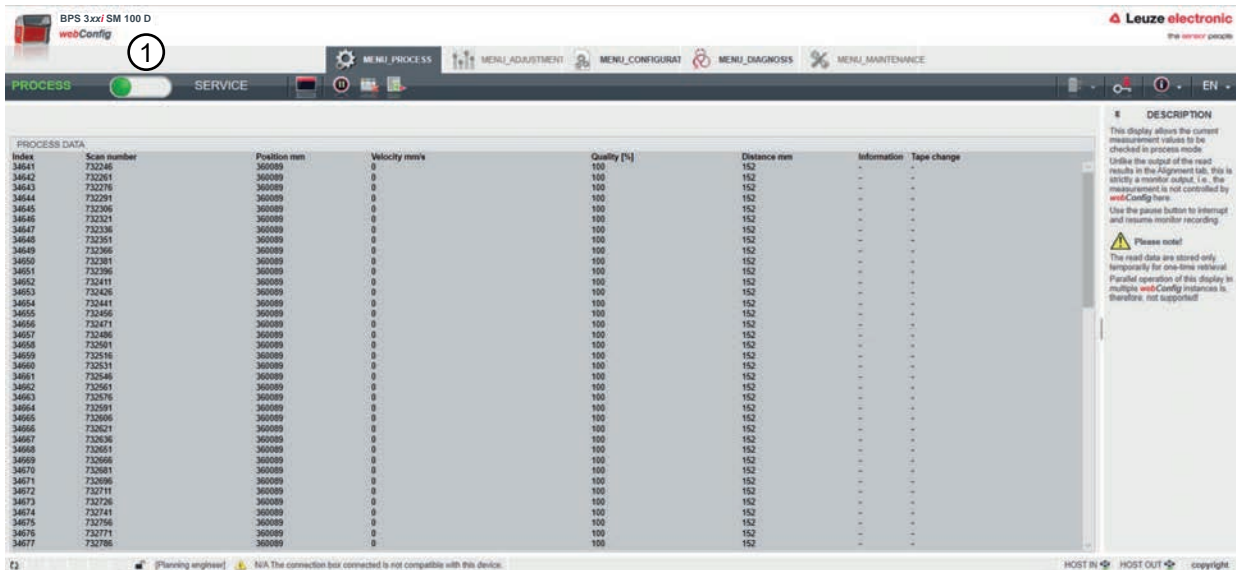 BPS 3xxi SM 100 D
webConfig
1
Leuze electronic
the sensor people
MENU_PROCESS MENU_ADJUSTMENT MENU_CONFIGURAT MENU_DIAGNOSIS MENU_MAINTENANCE
PROCESS SERVICE EN
PROCESS DATA
Index Scan number Position mm Velocity mm/s Quality [%] Distance mm Information Tape change
34641 732246 360089 0 100 152 - -
34642 732261 360089 0 100 152 - -
34643 732276 360089 0 100 152 - -
34644 732291 360089 0 100 152 - -
34645 732306 360089 0 100 152 - -
34646 732321 360089 0 100 152 - -
34647 732336 360089 0 100 152 - -
34648 732351 360089 0 100 152 - -
34649 732366 360089 0 100 152 - -
34650 732381 360089 0 100 152 - -
34651 732396 360089 0 100 152 - -
34652 732411 360089 0 100 152 - -
34653 732426 360089 0 100 152 - -
34654 732441 360089 0 100 152 - -
34655 732456 360089 0 100 152 - -
34656 732471 360089 0 100 152 - -
34657 732486 360089 0 100 152 - -
34658 732501 360089 0 100 152 - -
34659 732516 360089 0 100 152 - -
34660 732531 360089 0 100 152 - -
34661 732546 360089 0 100 152 - -
34662 732561 360089 0 100 152 - -
34663 732576 360089 0 100 152 - -
34664 732591 360089 0 100 152 - -
34665 732606 360089 0 100 152 - -
34666 732621 360089 0 100 152 - -
34667 732636 360089 0 100 152 - -
34668 732651 360089 0 100 152 - -
34669 732666 360089 0 100 152 - -
34670 732681 360089 0 100 152 - -
34671 732696 360089 0 100 152 - -
34672 732711 360089 0 100 152 - -
34673 732726 360089 0 100 152 - -
34674 732741 360089 0 100 152 - -
34675 732756 360089 0 100 152 - -
34676 732771 360089 0 100 152 - -
34677 732786 360089 0 100 152 - -
DESCRIPTION
This display allows the current
measurement values to be
checked in process mode
Unlike the output of the read
results in the Alignment tab, this is
strictly a monitor output, i.e., the
measurement is not controlled by
webConfig here.
Use the pause button to interrupt
and resume monitor recording.
Please note!
The read data are stored only
temporarily for one-time retrieval
Parallel operation of this display in
multiple webConfig instances is,
therefore, not supported!
[Planning engineer] N/A The connection box connected is not compatible with this device.
HOST IN HOST OUT copyright